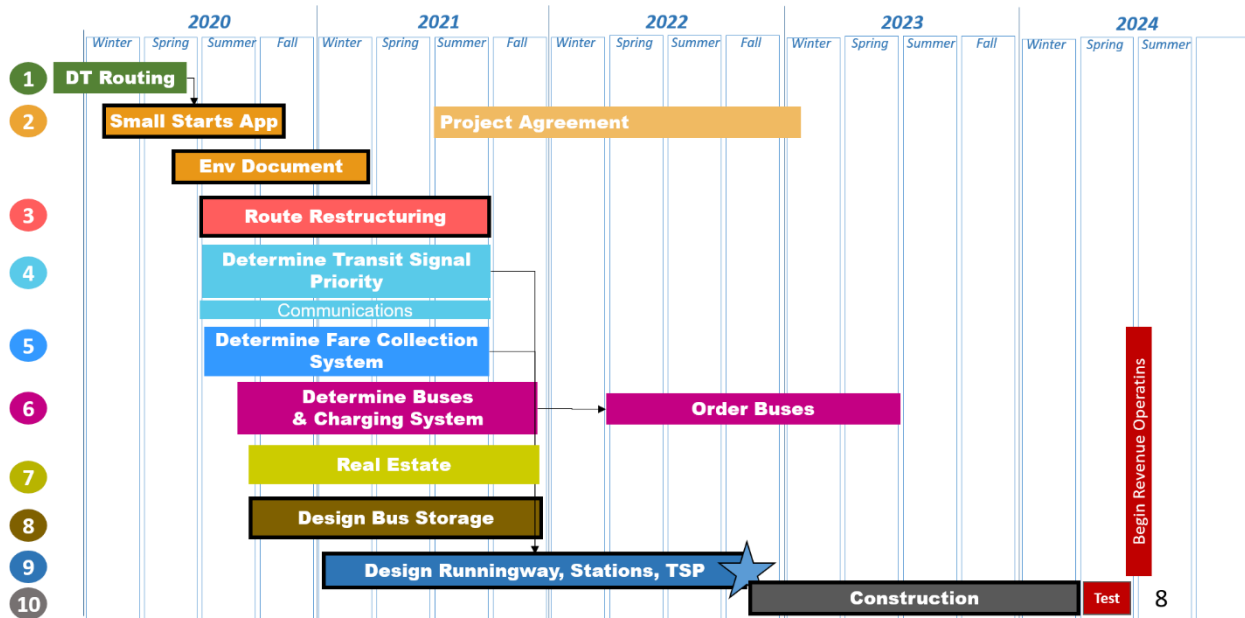 2020 2021 2022 2023 2024
Winter Spring Summer Fall Winter Spring Summer Fall Winter Spring Summer Fall Winter Spring Summer Fall Winter Spring Summer
1 DT Routing
2 Small Starts App Project Agreement
Env Document
3 Route Restructuring
4 Determine Transit Signal
Priority
Communications
5 Determine Fare Collection
System
6 Determine Buses
& Charging System
Order Buses
7 Real Estate
8 Design Bus Storage
Begin Revenue Operatins
9 Design Runningway, Stations, TSP
10 Construction Test 8